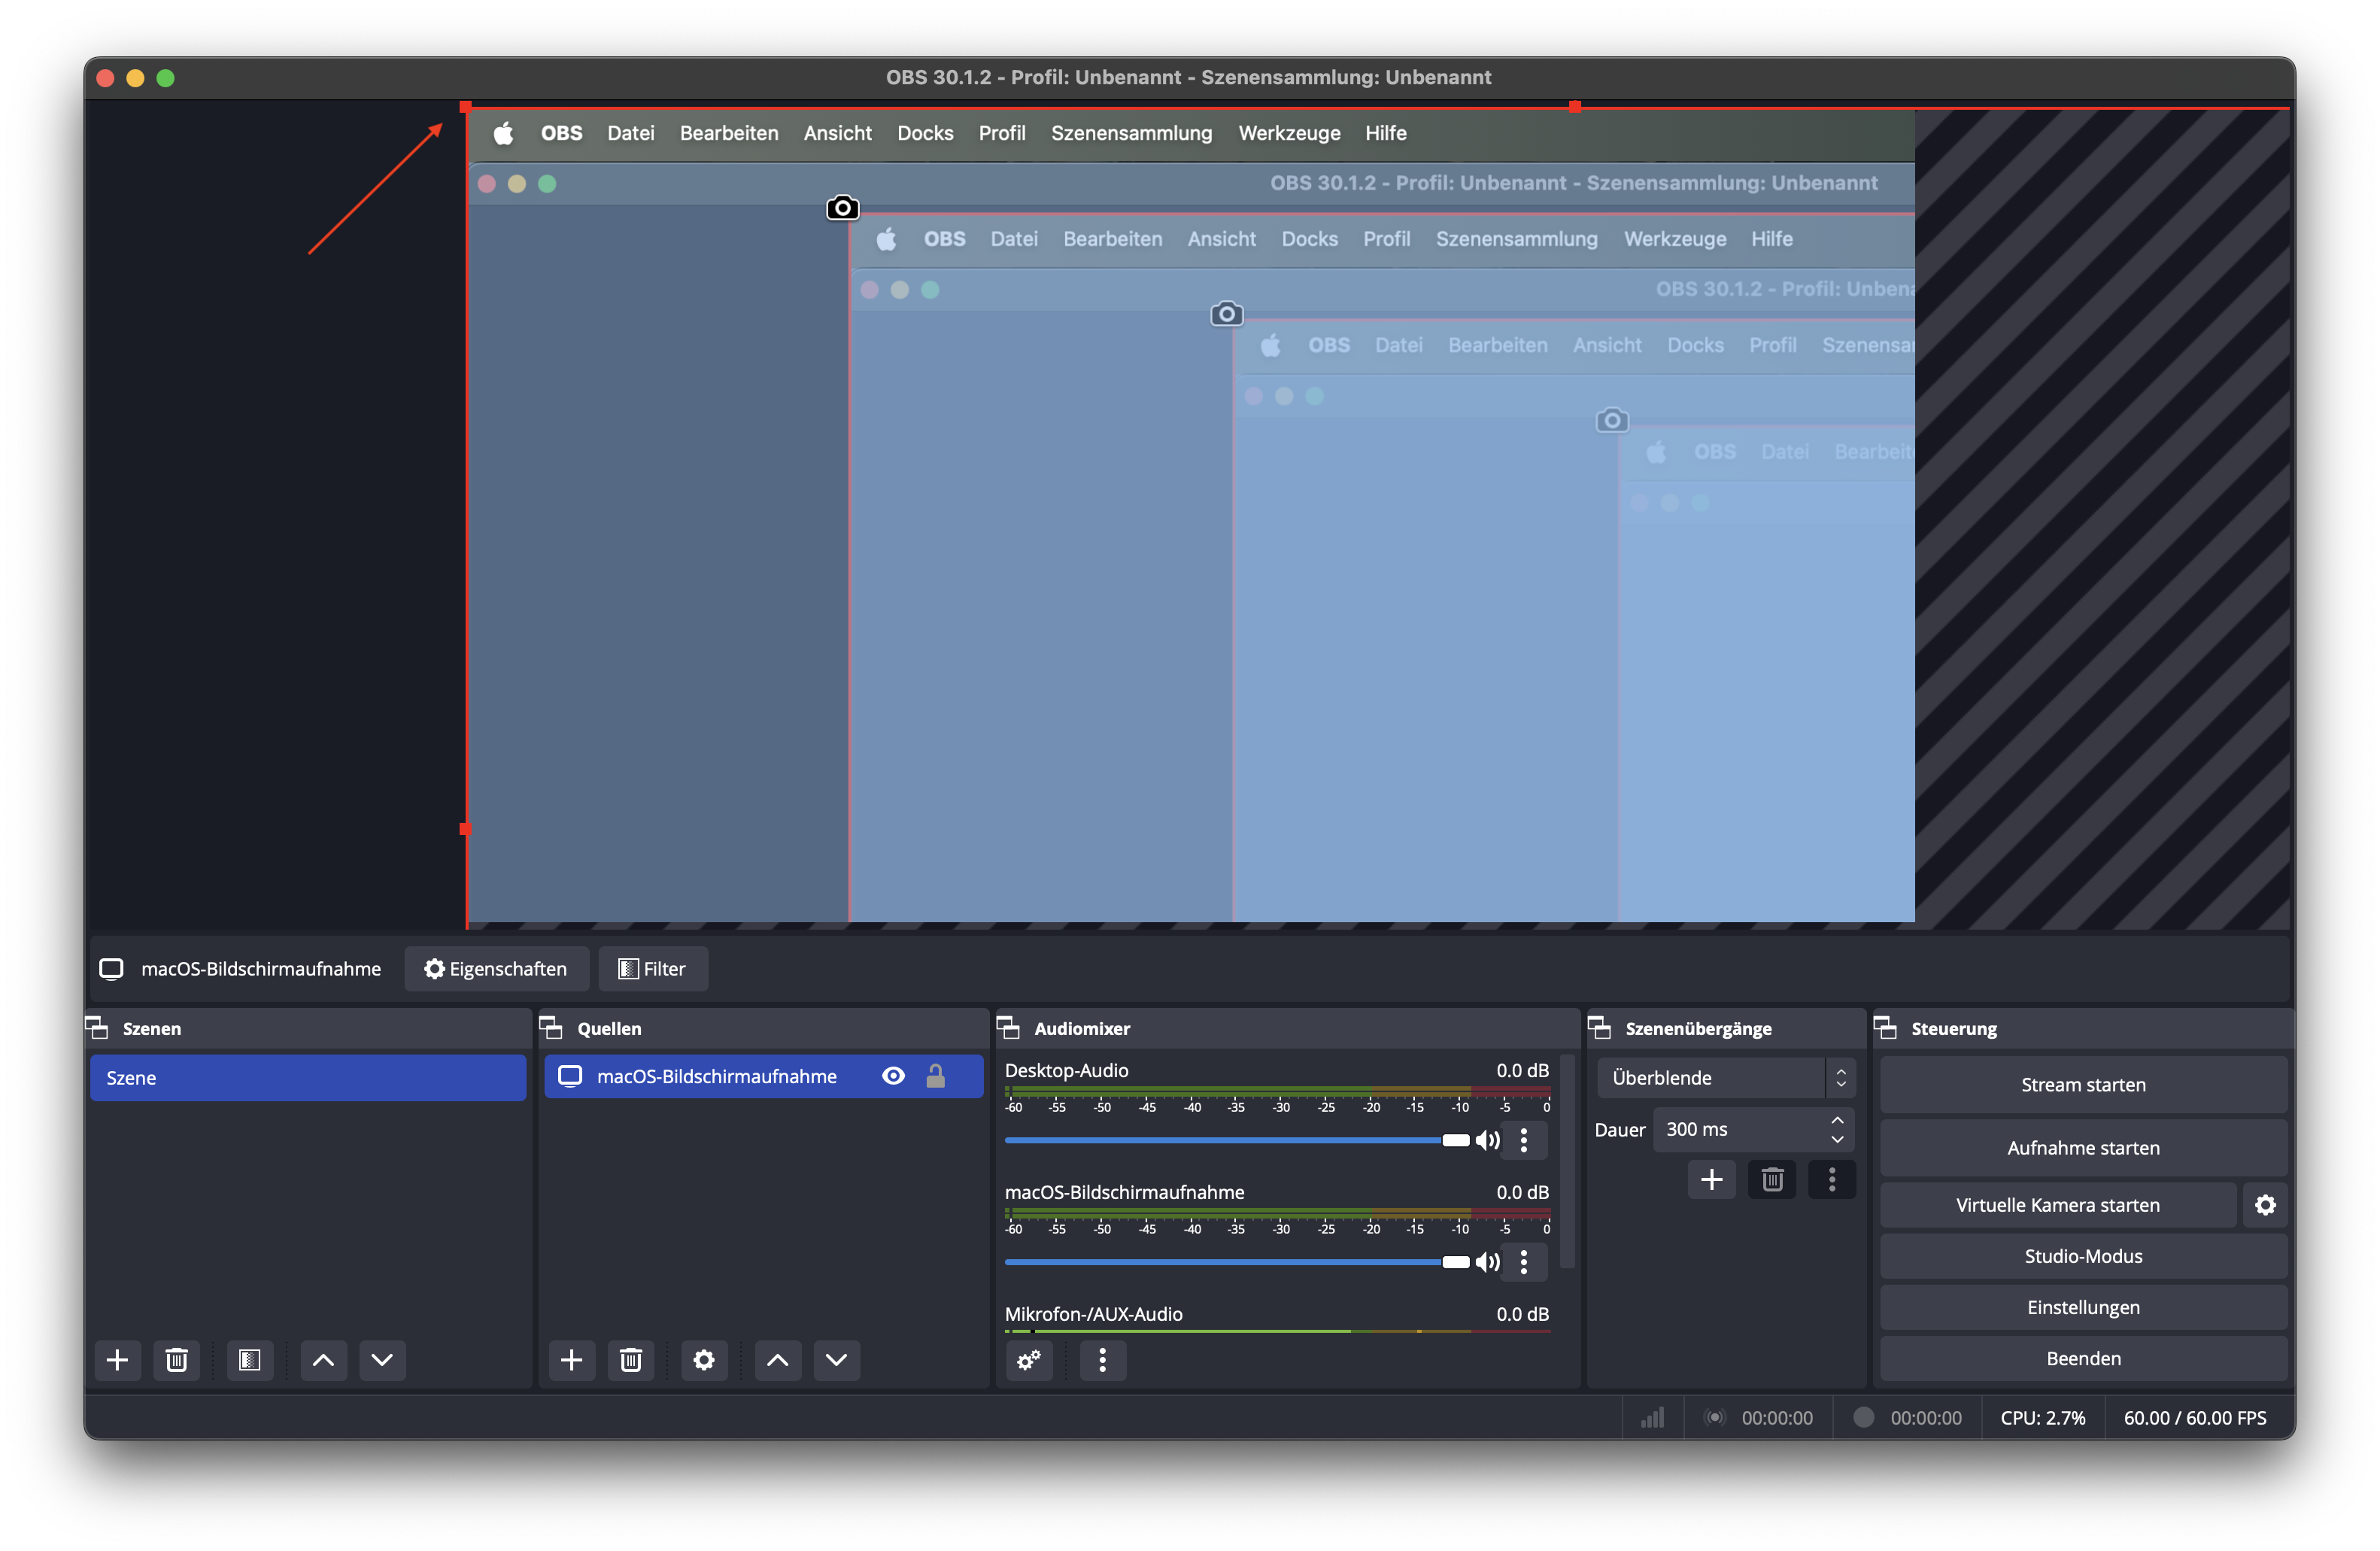 OBS 30.1.2 - Profil: Unbenannt - Szenensammlung: Unbenannt
OBS Datei Bearbeiten Ansicht Docks Profil Szenensammlung Werkzeuge Hilfe
OBS 30.1.2 - Profil: Unbenannt - Szenensammlung: Unbenannt
OBS Datei Bearbeiten Ansicht Docks Profil Szenensammlung Werkzeuge Hilfe
OBS 30.1.2 - Profil: Unbena
OBS Datei Bearbeiten Ansicht Docks Profil Szenensa
OBS Datei Bearbeit
macOS-Bildschirmaufnahme Eigenschaften Filter
Szenen
Szene
Quellen
macOS-Bildschirmaufnahme
Audiomixer
Desktop-Audio 0.0 dB
-60 -55 -50 -45 -40 -35 -30 -25 -20 -15 -10 -5 0
macOS-Bildschirmaufnahme 0.0 dB
-60 -55 -50 -45 -40 -35 -30 -25 -20 -15 -10 -5 0
Mikrofon-/AUX-Audio 0.0 dB
Szenenübergänge
Überblende
Dauer 300 ms
Steuerung
Stream starten
Aufnahme starten
Virtuelle Kamera starten
Studio-Modus
Einstellungen
Beenden
00:00:00 00:00:00 CPU: 2.7% 60.00 / 60.00 FPS